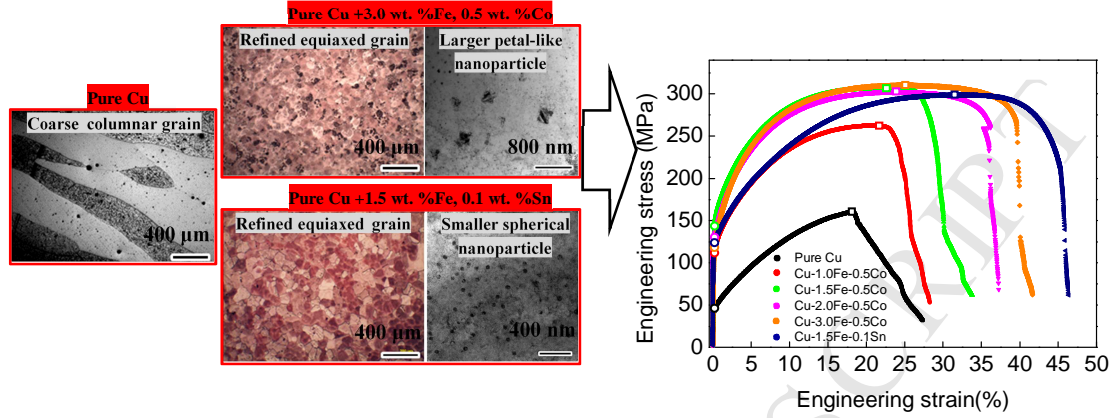 Pure Cu
Coarse columnar grain
400 μm
Pure Cu +3.0 wt. %Fe, 0.5 wt. %Co
Refined equiaxed grain
400 μm
Larger petal-like
nanoparticle
800 nm
Pure Cu +1.5 wt. %Fe, 0.1 wt. %Sn
Refined equiaxed grain
400 μm
Smaller spherical
nanoparticle
400 nm
Engineering stress (MPa)
300
250
200
150
100
50
0
Pure Cu
Cu-1.0Fe-0.5Co
Cu-1.5Fe-0.5Co
Cu-2.0Fe-0.5Co
Cu-3.0Fe-0.5Co
Cu-1.5Fe-0.1Sn
0 5 10 15 20 25 30 35 40 45 50
Engineering strain(%)
SCRIPT